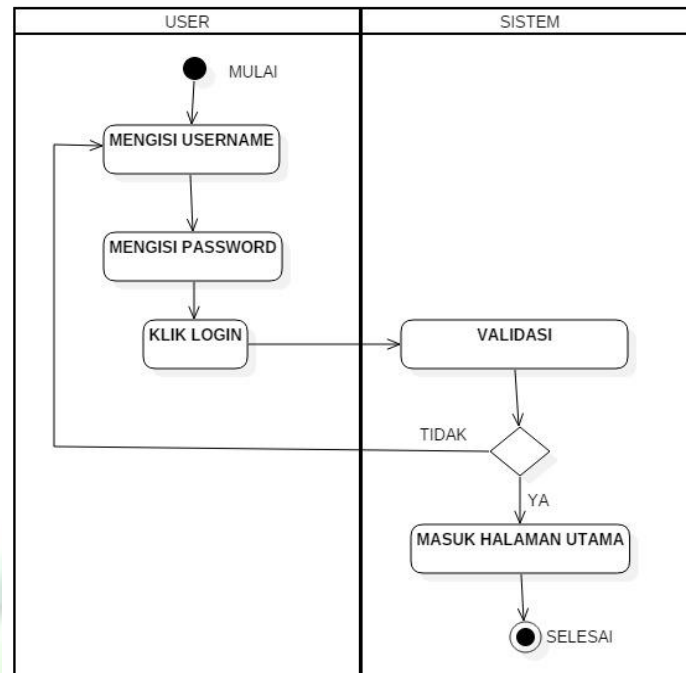 USER
SISTEM
MULAI
MENGISI USERNAME
MENGISI PASSWORD
KLIK LOGIN
VALIDASI
TIDAK
YA
MASUK HALAMAN UTAMA
SELESAI